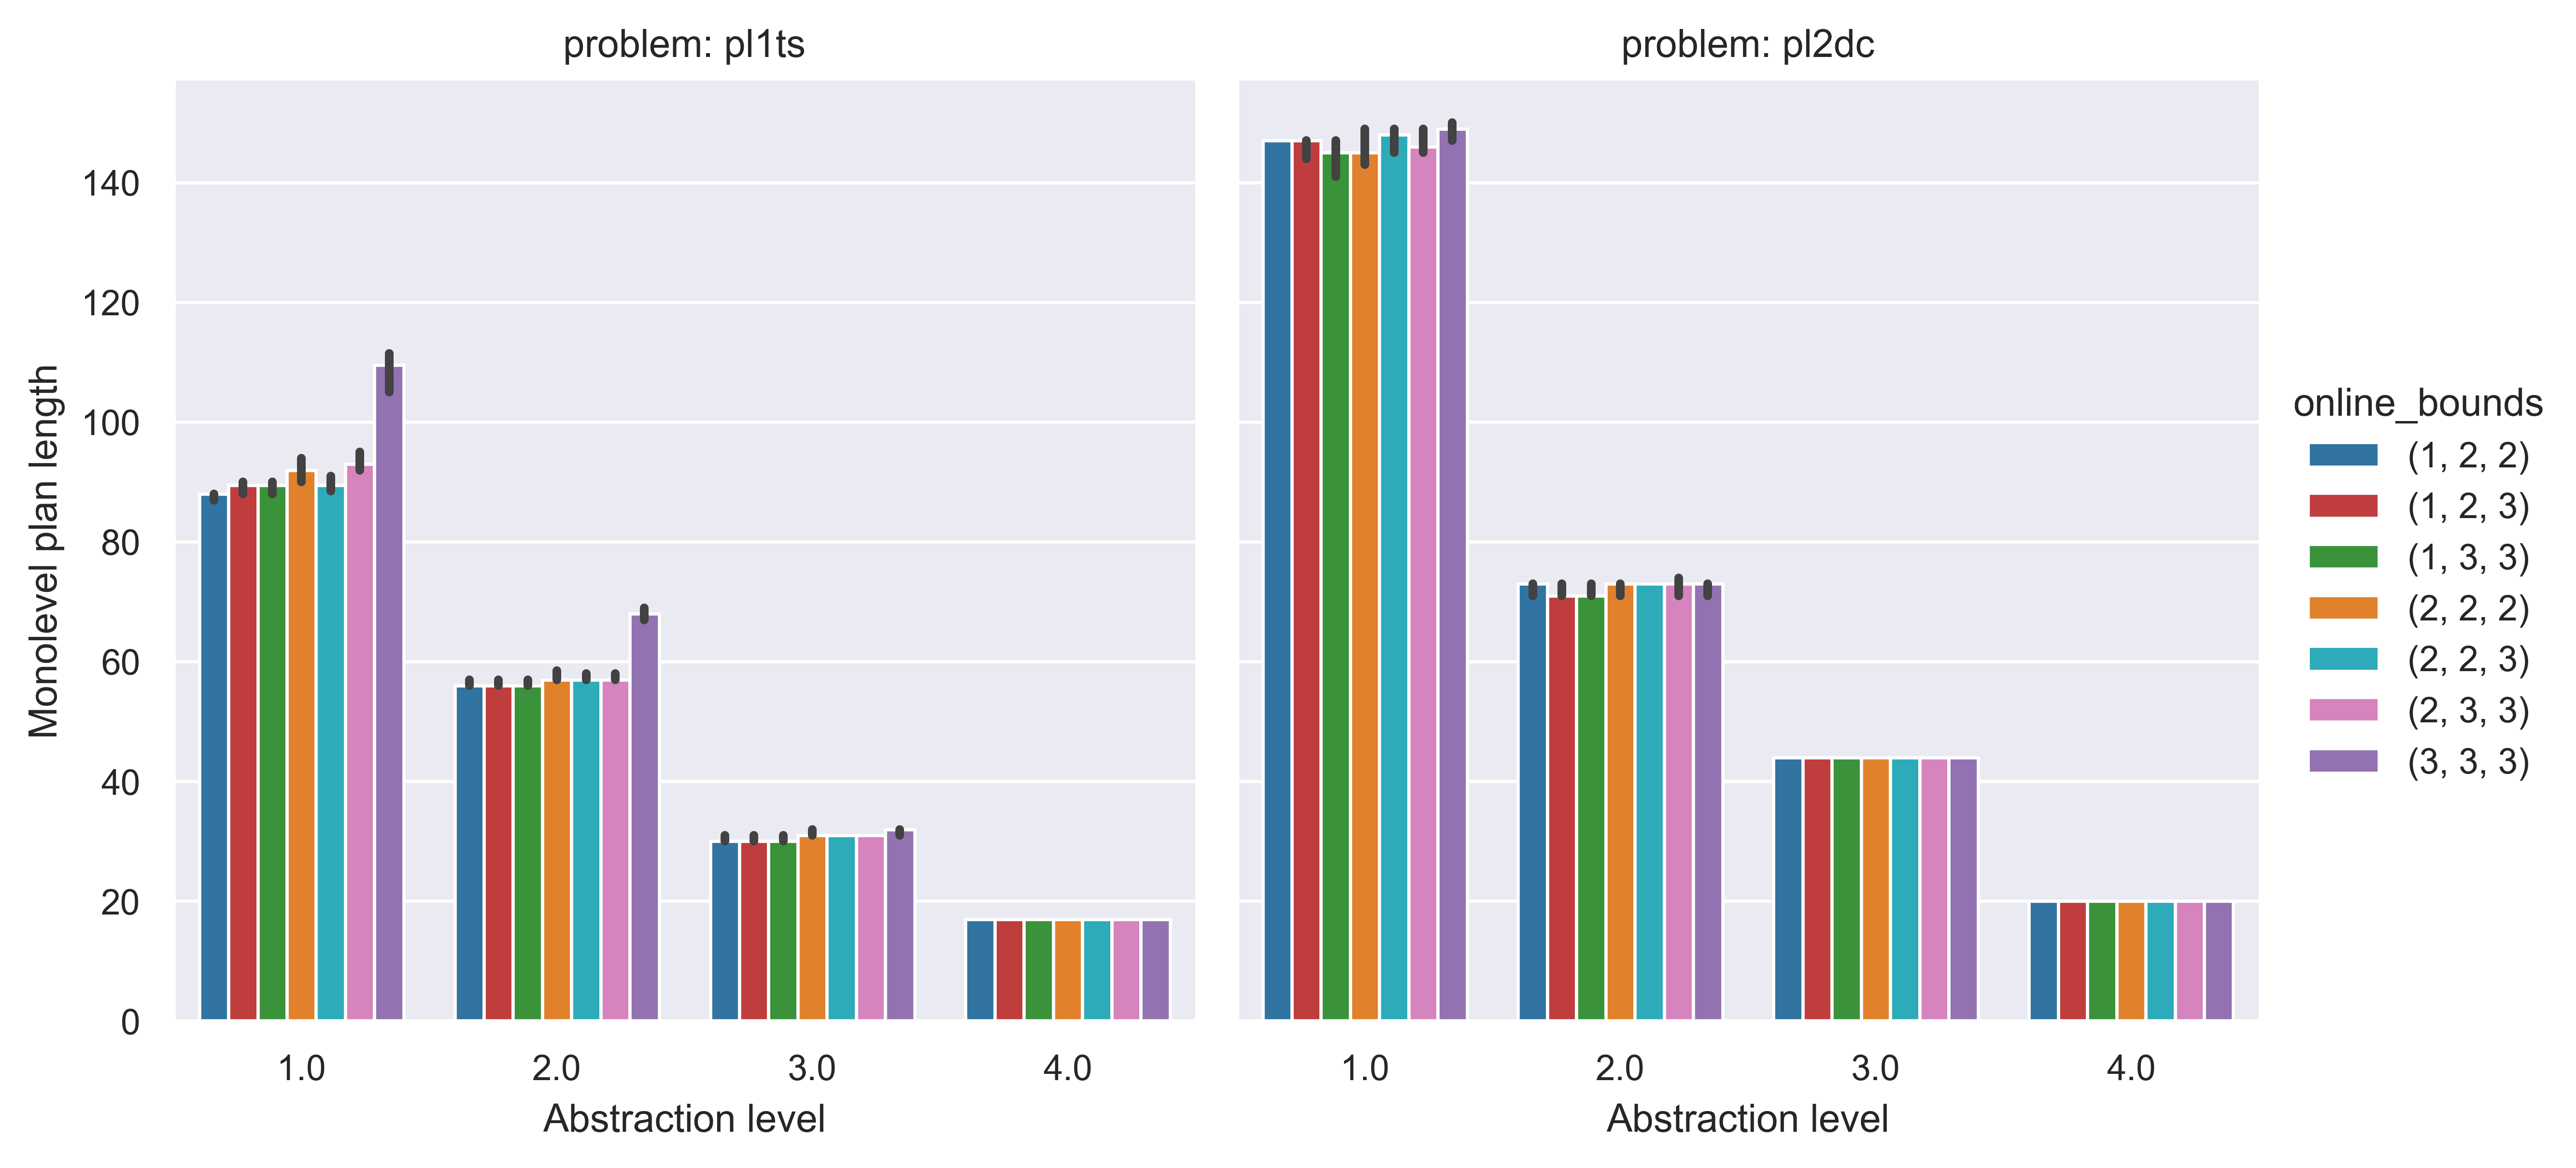 problem: pl1ts
problem: pl2dc
Monolevel plan length
140
120
100
80
60
40
20
0
1.0 2.0 3.0 4.0
Abstraction level
1.0 2.0 3.0 4.0
Abstraction level
online_bounds
(1, 2, 2)
(1, 2, 3)
(1, 3, 3)
(2, 2, 2)
(2, 2, 3)
(2, 3, 3)
(3, 3, 3)